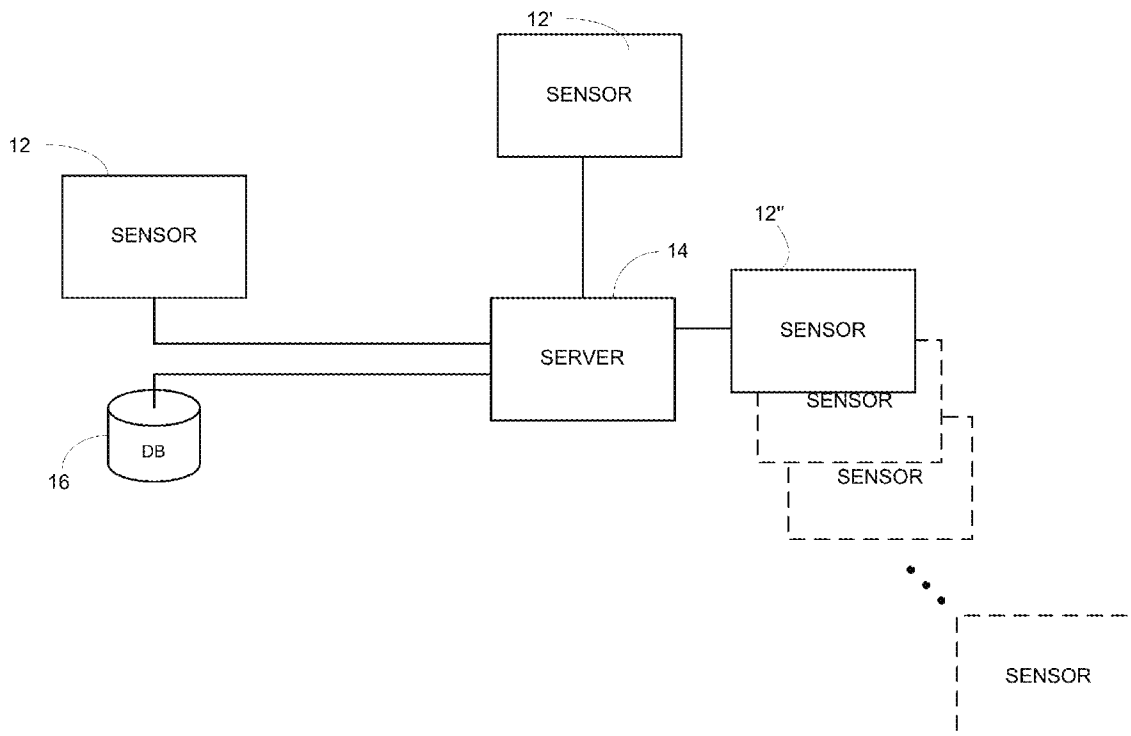 12'
SENSOR
12
SENSOR
12"
14
SENSOR
SERVER
SENSOR
DB
16
SENSOR
SENSOR